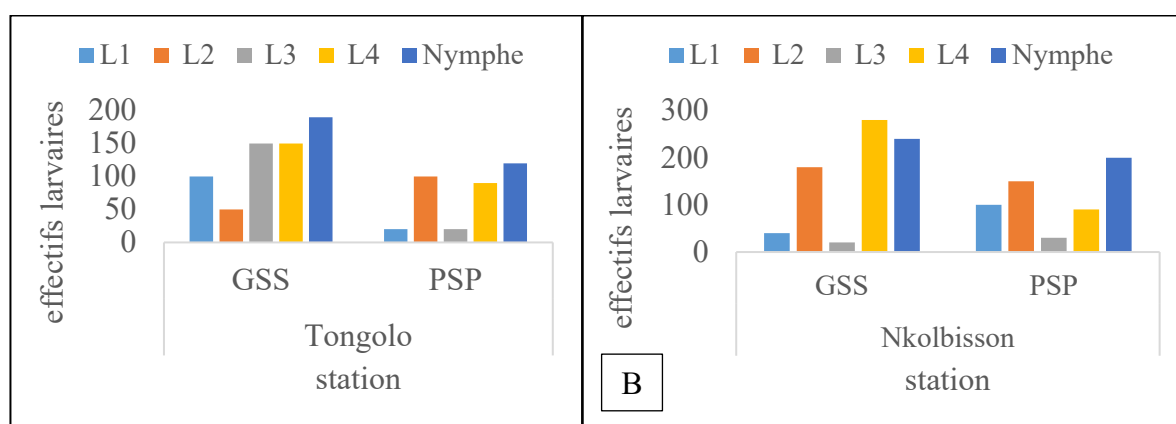 L1 L2 L3 L4 Nymphe
effectifs larvaires
200
150
100
50
0
GSS PSP
Tongolo
station
L1 L2 L3 L4 Nymphe
effectifs larvaires
300
200
100
0
GSS PSP
Nkolbisson
station
B